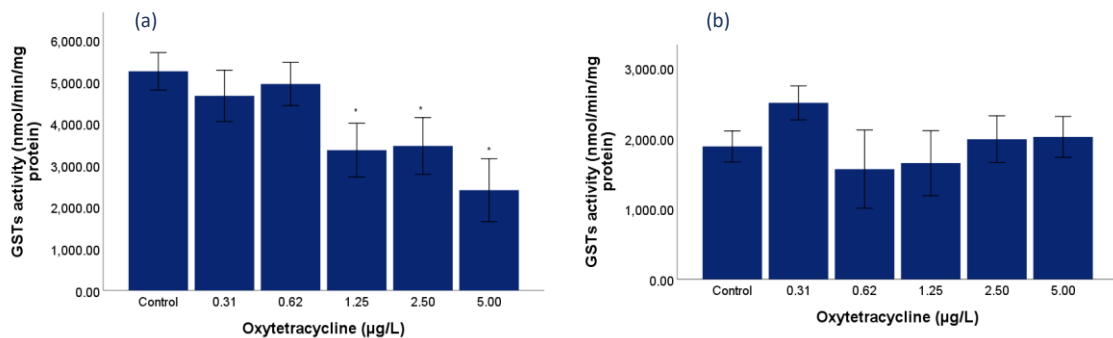 (a)
GSTs activity (nmol/min/mg
protein)
6,000.00
5,000.00
4,000.00
3,000.00
2,000.00
1,000.00
0.00
* * *
Control 0.31 0.62 1.25 2.50 5.00
Oxytetracycline (µg/L)
(b)
GSTs activity (nmol/min/mg
protein)
3,000.00
2,000.00
1,000.00
0.00
Control 0.31 0.62 1.25 2.50 5.00
Oxytetracycline (µg/L)